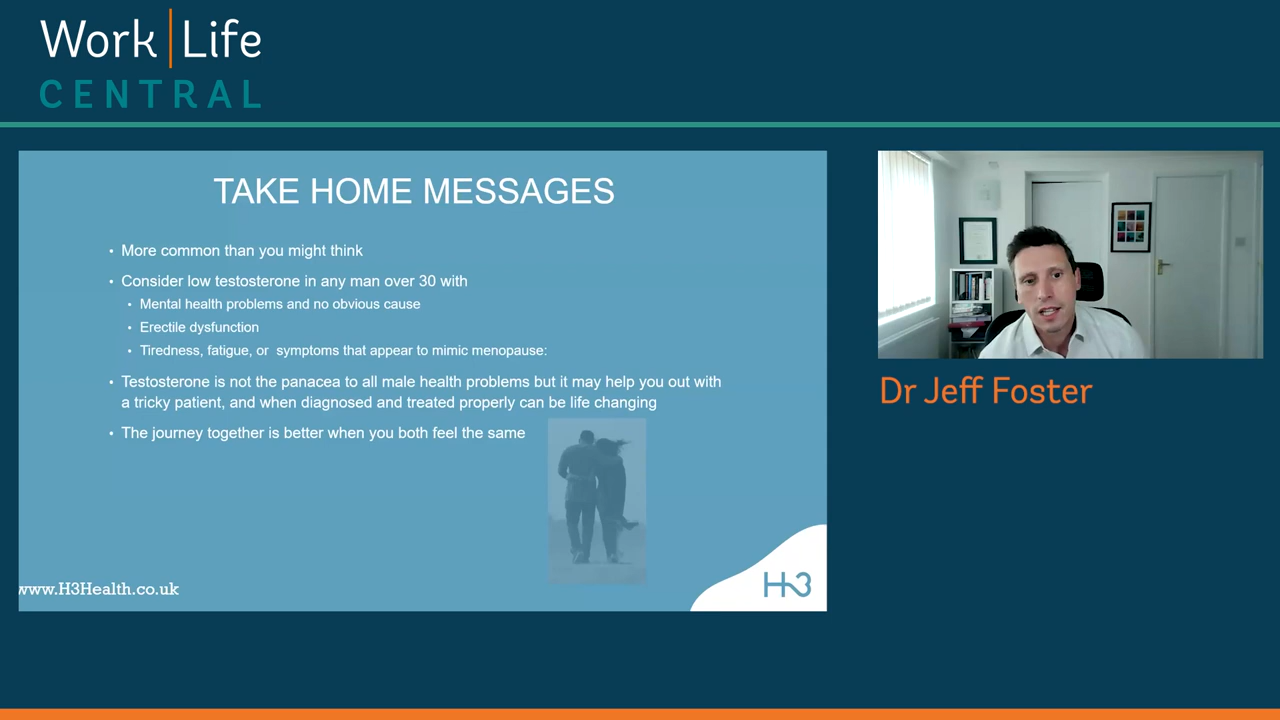 Work Life
CENTRAL
TAKE HOME MESSAGES
• More common than you might think
• Consider low testosterone in any man over 30 with
• Mental health problems and no obvious cause
• Erectile dysfunction
• Tiredness, fatigue, or symptoms that appear to mimic menopause:
• Testosterone is not the panacea to all male health problems but it may help you out with
a tricky patient, and when diagnosed and treated properly can be life changing
• The journey together is better when you both feel the same
www.H3Health.co.uk
H3
Dr Jeff Foster